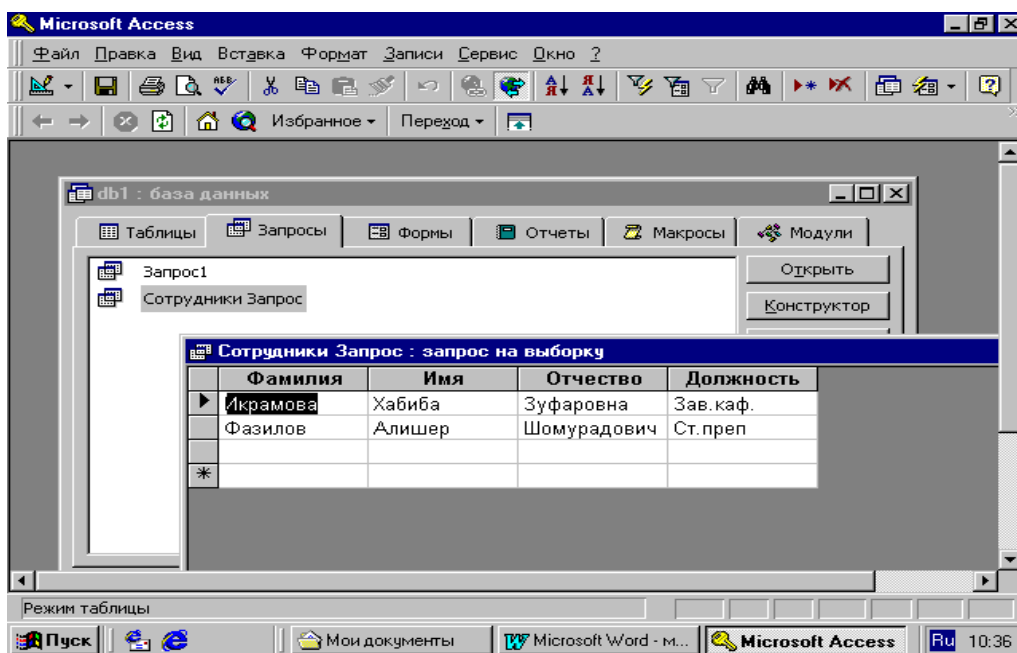 Microsoft Access
Файл Правка Вид Вставка Формат Записи Сервис Окно ?
Избранное Переход
db1 : база данных
Таблицы Запросы Формы Отчеты Макросы Модули
Запрос1
Сотрудники Запрос
Открыть
Конструктор
Сотрудники Запрос : запрос на выборку
Фамилия Имя Отчество Должность
Икрамова Хабиба Зуфаровна Зав.каф.
Фазилов Алишер Шомурадович Ст.преп
Режим таблицы
Пуск Мои документы Microsoft Word - м... Microsoft Access Ru 10:36